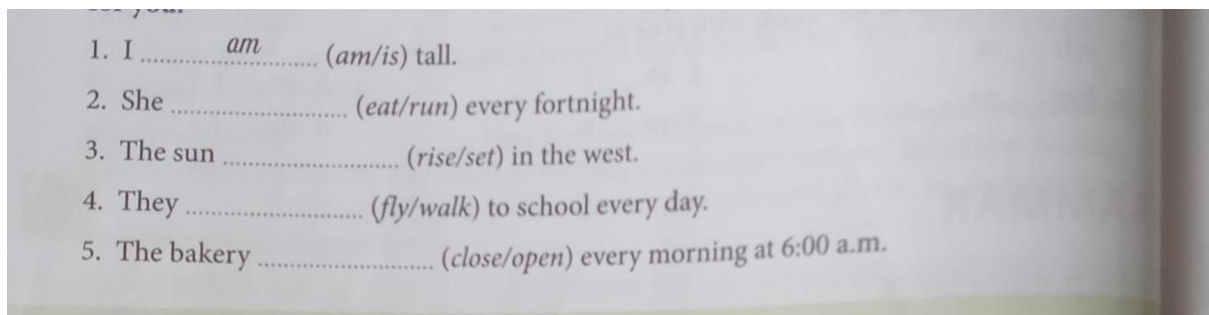 1. I ....... am ....... (am/is) tall.
2. She ....................... (eat/run) every fortnight.
3. The sun ....................... (rise/set) in the west.
4. They ....................... (fly/walk) to school every day.
5. The bakery ....................... (close/open) every morning at 6:00 a.m.